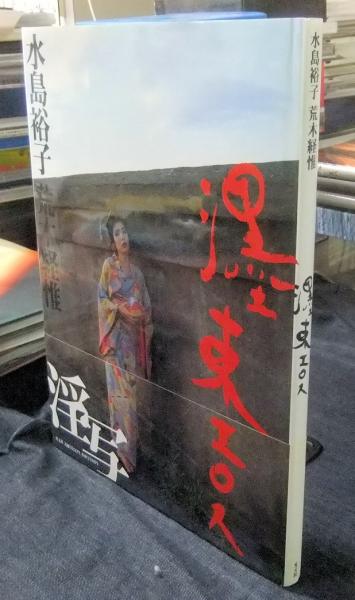 水島裕子
荒木経惟
濹東エロス
淫写
水島裕子 荒木経惟
濹東エロス